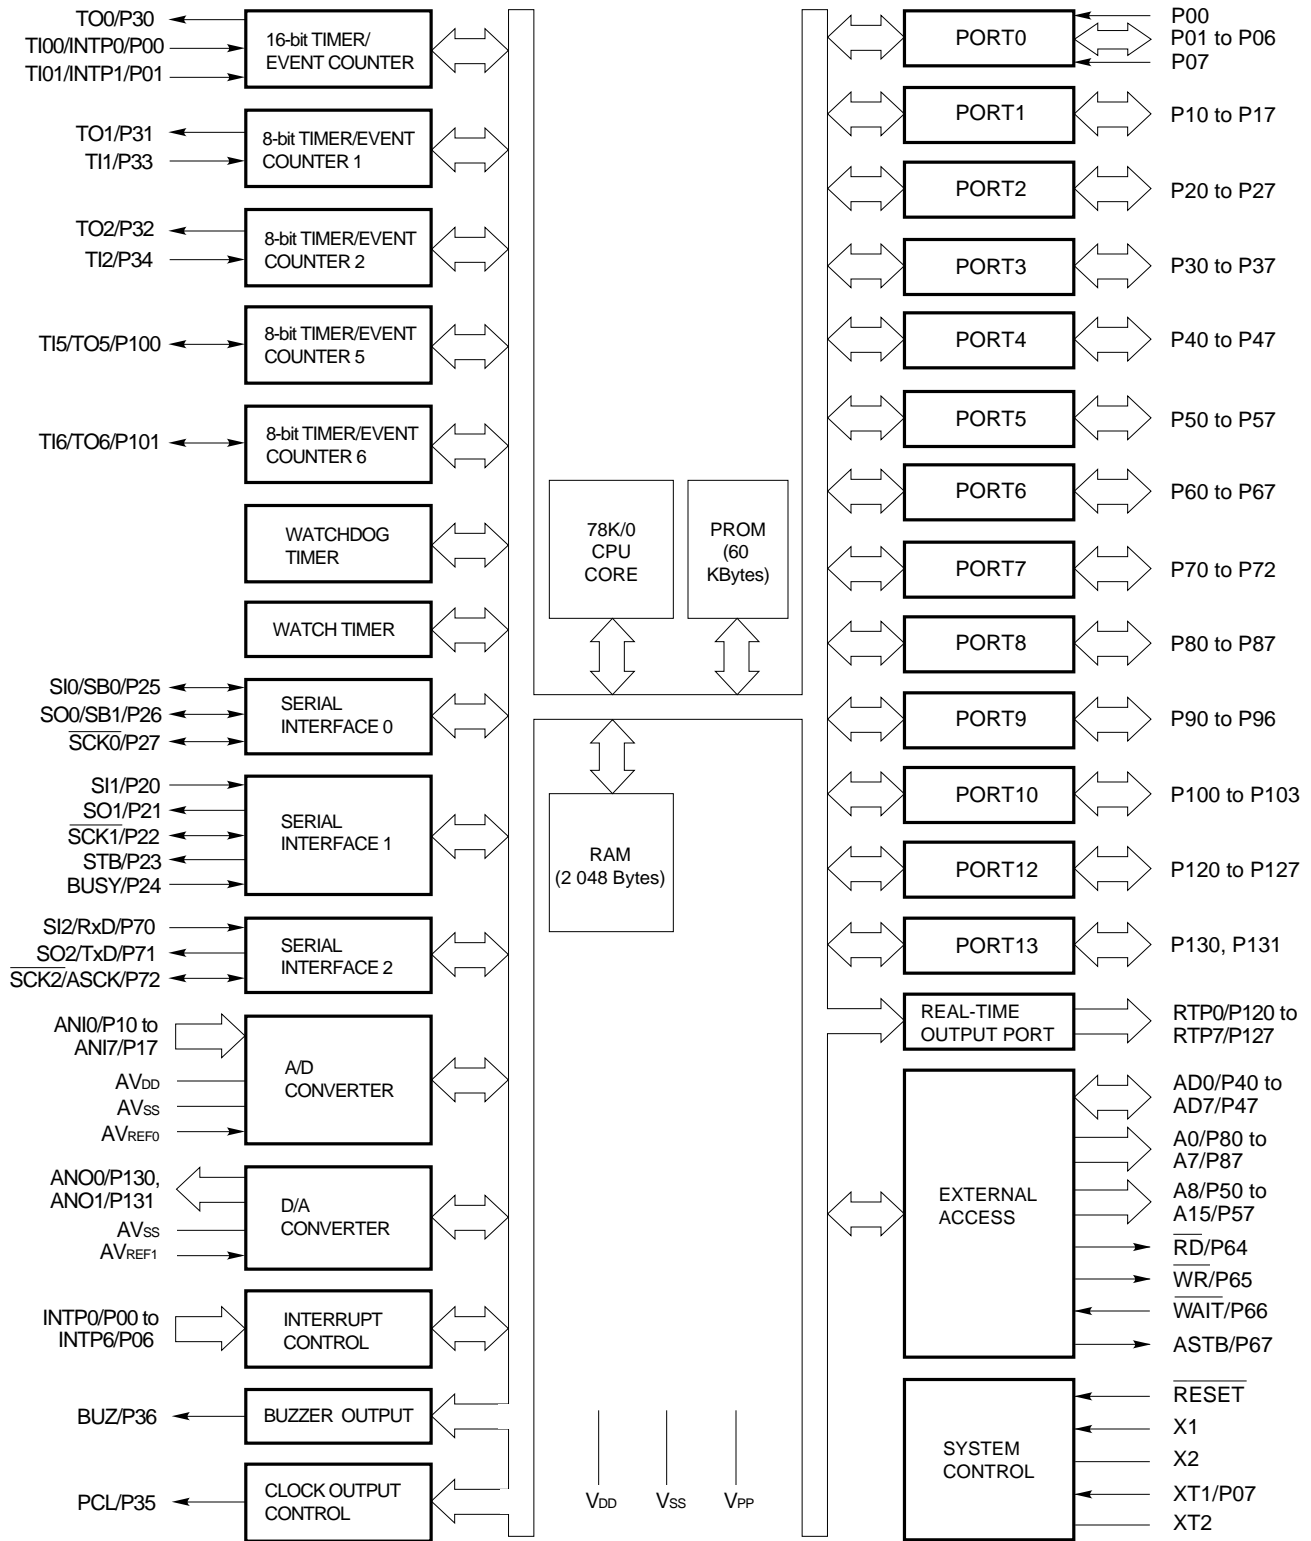 TO0/P30
TI00/INTP0/P00
TI01/INTP1/P01
16-bit TIMER/
EVENT COUNTER
TO1/P31
TI1/P33
8-bit TIMER/EVENT
COUNTER 1
TO2/P32
TI2/P34
8-bit TIMER/EVENT
COUNTER 2
TI5/TO5/P100
8-bit TIMER/EVENT
COUNTER 5
TI6/TO6/P101
8-bit TIMER/EVENT
COUNTER 6
WATCHDOG
TIMER
WATCH TIMER
SI0/SB0/P25
SO0/SB1/P26
S̅C̅K̅0̅/P27
SERIAL
INTERFACE 0
SI1/P20
SO1/P21
S̅C̅K̅1̅/P22
STB/P23
BUSY/P24
SERIAL
INTERFACE 1
SI2/RxD/P70
SO2/TxD/P71
S̅C̅K̅2̅/ASCK/P72
SERIAL
INTERFACE 2
ANI0/P10 to
ANI7/P17
AVDD
AVSS
AVREF0
A/D
CONVERTER
ANO0/P130,
ANO1/P131
AVSS
AVREF1
D/A
CONVERTER
INTP0/P00 to
INTP6/P06
INTERRUPT
CONTROL
BUZ/P36
BUZZER OUTPUT
PCL/P35
CLOCK OUTPUT
CONTROL
78K/0
CPU
CORE
PROM
(60
KBytes)
RAM
(2 048 Bytes)
VDD
VSS
VPP
PORT0
P00
P01 to P06
P07
PORT1
P10 to P17
PORT2
P20 to P27
PORT3
P30 to P37
PORT4
P40 to P47
PORT5
P50 to P57
PORT6
P60 to P67
PORT7
P70 to P72
PORT8
P80 to P87
PORT9
P90 to P96
PORT10
P100 to P103
PORT12
P120 to P127
PORT13
P130, P131
REAL-TIME
OUTPUT PORT
RTP0/P120 to
RTP7/P127
EXTERNAL
ACCESS
AD0/P40 to
AD7/P47
A0/P80 to
A7/P87
A8/P50 to
A15/P57
R̅D̅/P64
W̅R̅/P65
W̅A̅I̅T̅/P66
ASTB/P67
SYSTEM
CONTROL
R̅E̅S̅E̅T̅
X1
X2
XT1/P07
XT2